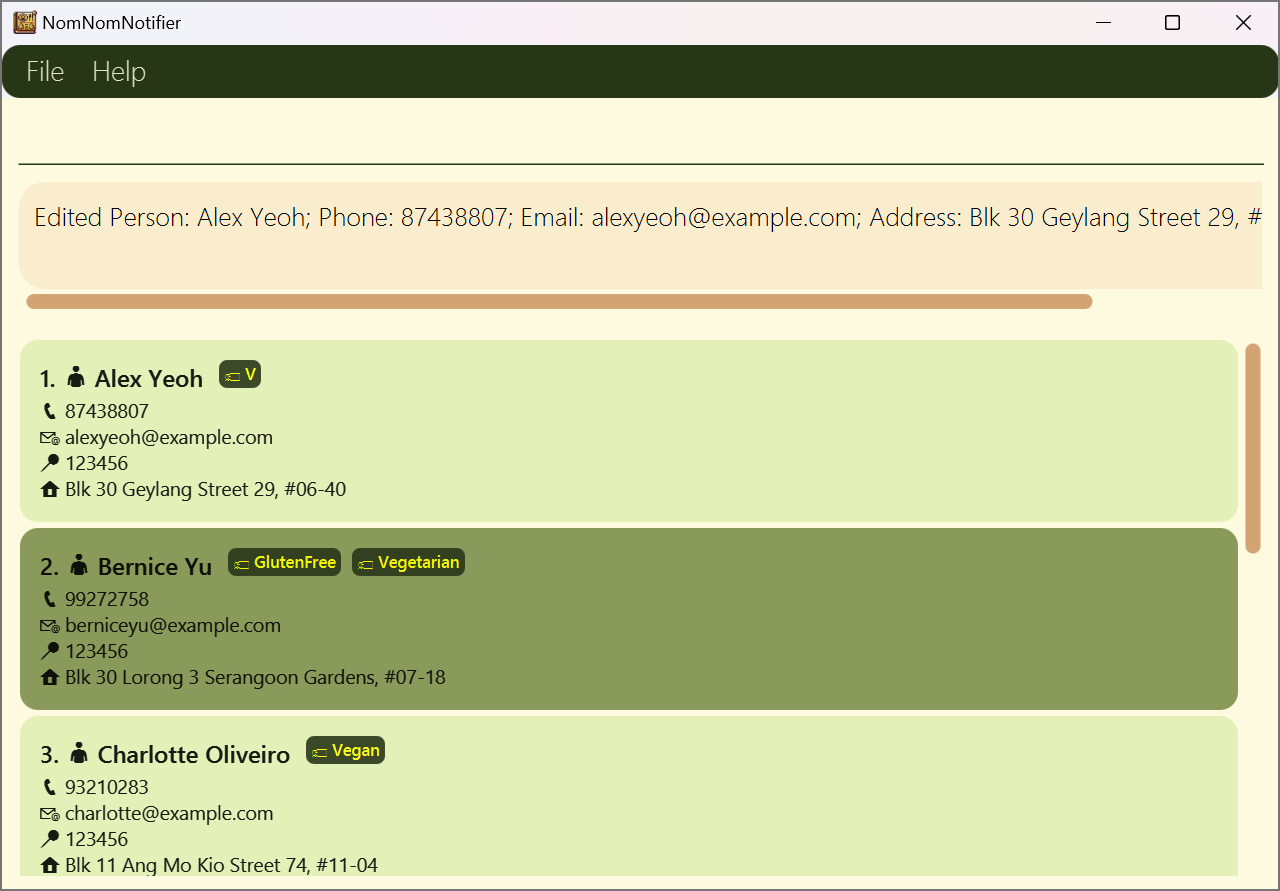 NomNomNotifier
File Help
Edited Person: Alex Yeoh; Phone: 87438807; Email: alexyeoh@example.com; Address: Blk 30 Geylang Street 29, #
1. Alex Yeoh V
87438807
alexyeoh@example.com
123456
Blk 30 Geylang Street 29, #06-40
2. Bernice Yu GlutenFree Vegetarian
99272758
berniceyu@example.com
123456
Blk 30 Lorong 3 Serangoon Gardens, #07-18
3. Charlotte Oliveiro Vegan
93210283
charlotte@example.com
123456
Blk 11 Ang Mo Kio Street 74, #11-04